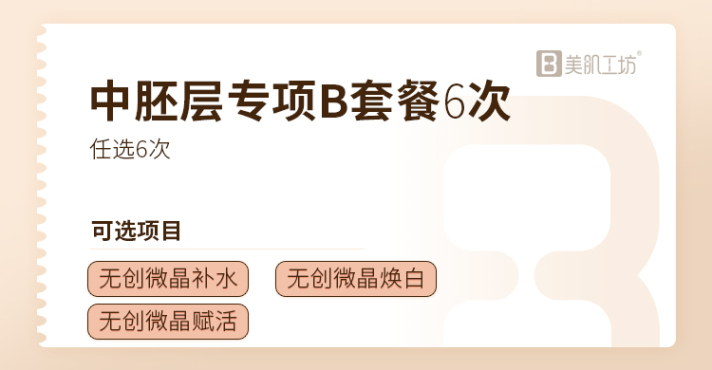 美肌工坊®
中胚层专项B套餐6次
任选6次
可选项目
无创微晶补水 无创微晶焕白
无创微晶赋活